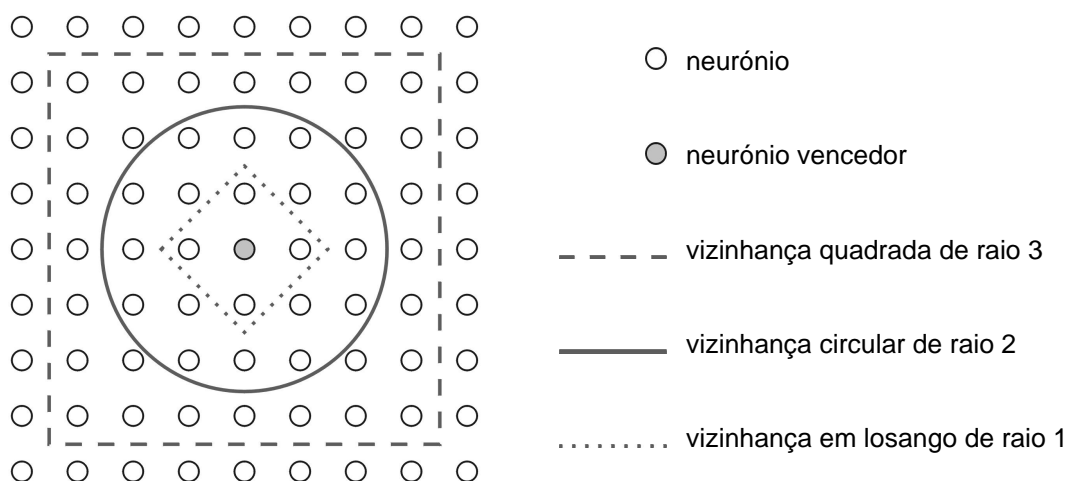 neurónio
neurónio vencedor
vizinhança quadrada de raio 3
vizinhança circular de raio 2
vizinhança em losango de raio 1